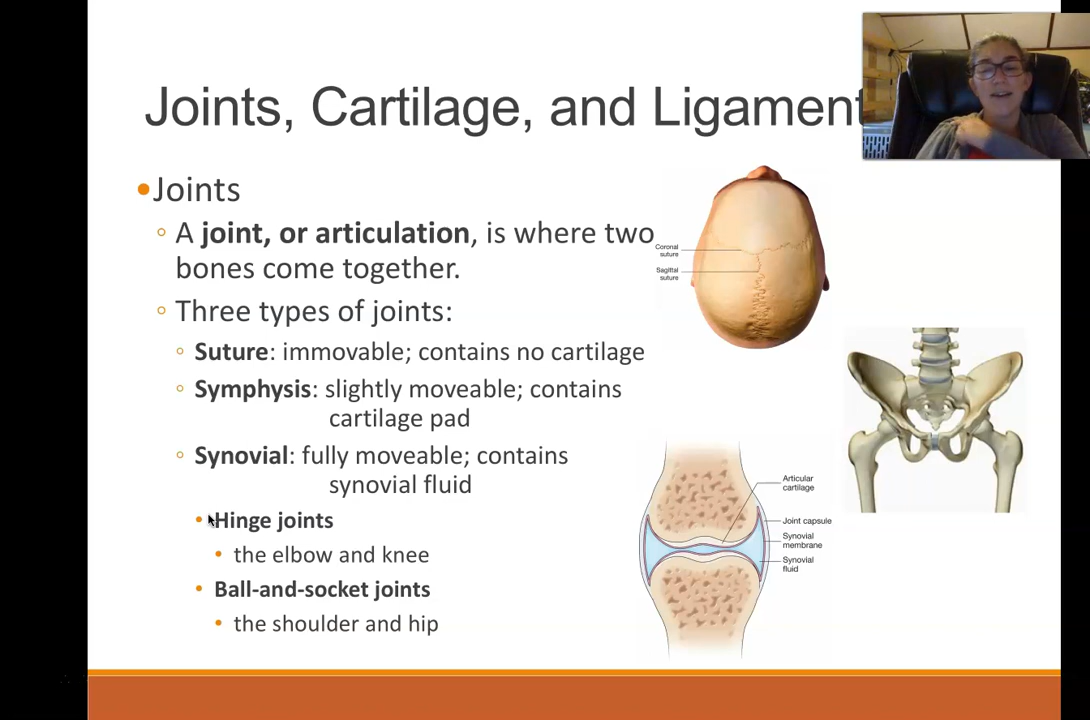 Joints, Cartilage, and Ligament
•Joints
◦ A joint, or articulation, is where two
bones come together.
◦ Three types of joints:
◦ Suture: immovable; contains no cartilage
◦ Symphysis: slightly moveable; contains
cartilage pad
◦ Synovial: fully moveable; contains
synovial fluid
• Hinge joints
• the elbow and knee
• Ball-and-socket joints
• the shoulder and hip
Coronal
suture
Sagittal
suture
Articular
cartilage
Joint capsule
Synovial
membrane
Synovial
fluid